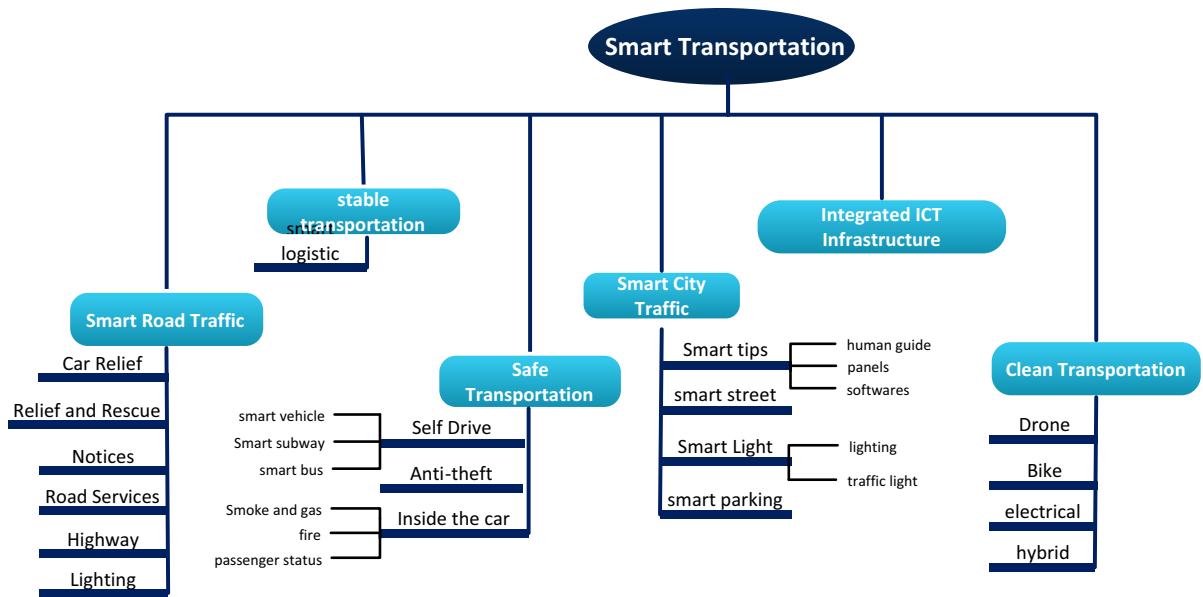 Smart Transportation
stable
transportation
smart
logistic
Integrated ICT
Infrastructure
Smart City
Traffic
Smart Road Traffic
Safe
Transportation
Clean Transportation
Car Relief
Relief and Rescue
Notices
Road Services
Highway
Lighting
smart vehicle
Smart subway
smart bus
Self Drive
Anti-theft
Smoke and gas
fire
passenger status
Inside the car
Smart tips
human guide
panels
softwares
smart street
Smart Light
lighting
traffic light
smart parking
Drone
Bike
electrical
hybrid